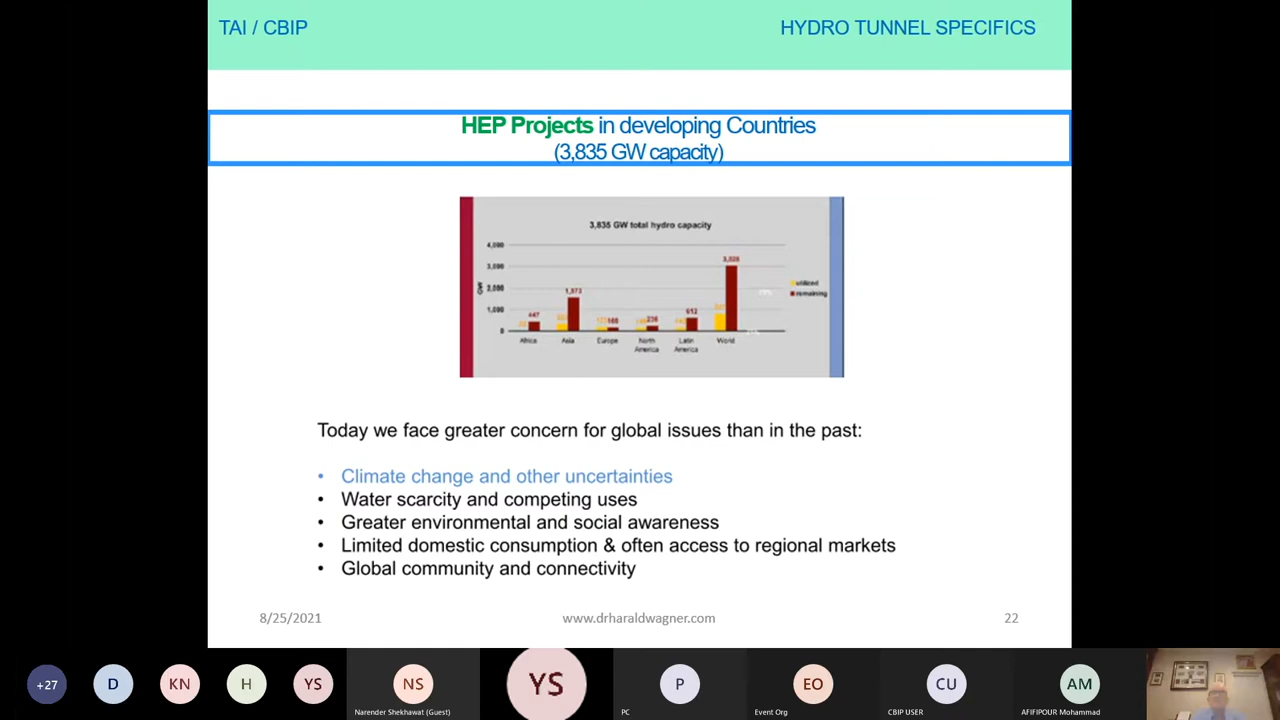 TAI / CBIP
HYDRO TUNNEL SPECIFICS
HEP Projects in developing Countries
(3,835 GW capacity)
3,835 GW total hydro capacity
4,000
3,000
2,000
1,000
0
GW
447
1,573
612
utilized
remaining
Africa
Asia
Europe
North America
Latin America
World
Today we face greater concern for global issues than in the past:
• Climate change and other uncertainties
• Water scarcity and competing uses
• Greater environmental and social awareness
• Limited domestic consumption & often access to regional markets
• Global community and connectivity
8/25/2021
www.drharaldwagner.com
22
+27
D
KN
H
YS
NS
Narender Shekhawat (Guest)
YS
P
PC
EO
Event Org
CU
CBIP USER
AM
AFIFIPOUR Mohammad